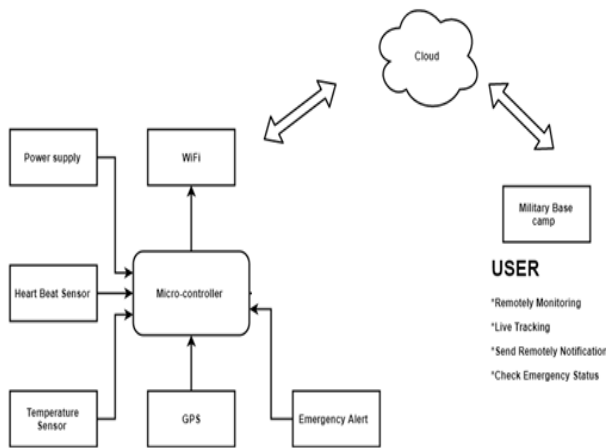 Cloud
Power supply
WiFi
Military Base
camp
USER
Heart Beat Sensor
Micro-controller
*Remotely Monitoring
*Live Tracking
*Send Remotely Notification
*Check Emergency Status
Temperature
Sensor
GPS
Emergency Alert